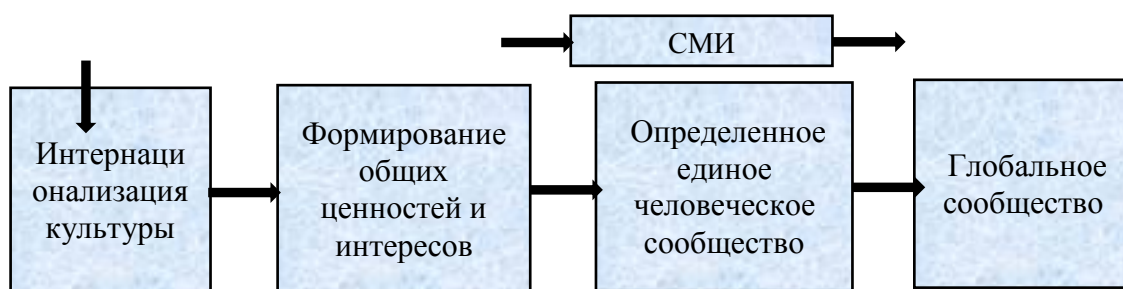 СМИ
Интернаци
онализация
культуры
Формирование
общих
ценностей и
интересов
Определенное
единое
человеческое
сообщество
Глобальное
сообщество